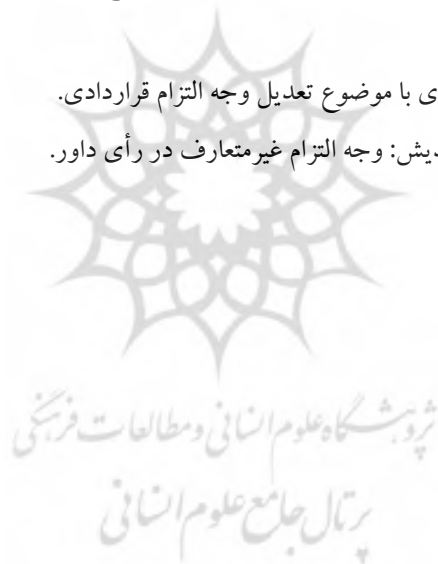 ی با موضوع تعدیل وجه التزام قراردادی.
دیش: وجه التزام غیرمتعارف در رأی داور.
پژوهشگاه علوم انسانی و مطالعات فرهنگی
پرتال جامع علوم انسانی